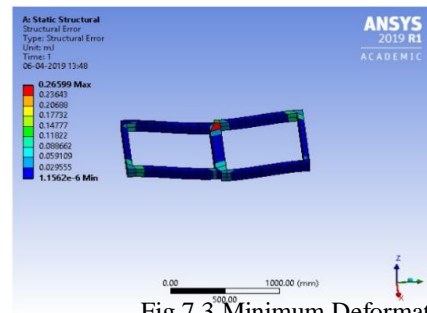 A: Static Structural
Structural Error
Type: Structural Error
Unit: mJ
Time: 1
06-04-2019 13:48
0.26599 Max
0.23643
0.20688
0.17732
0.14777
0.11822
0.088662
0.059109
0.029555
1.1562e-6 Min
ANSYS
2019 R1
ACADEMIC
0.00
1000.00 (mm)
500.00
Z
X
Fig 7.3 Minimum Deformat